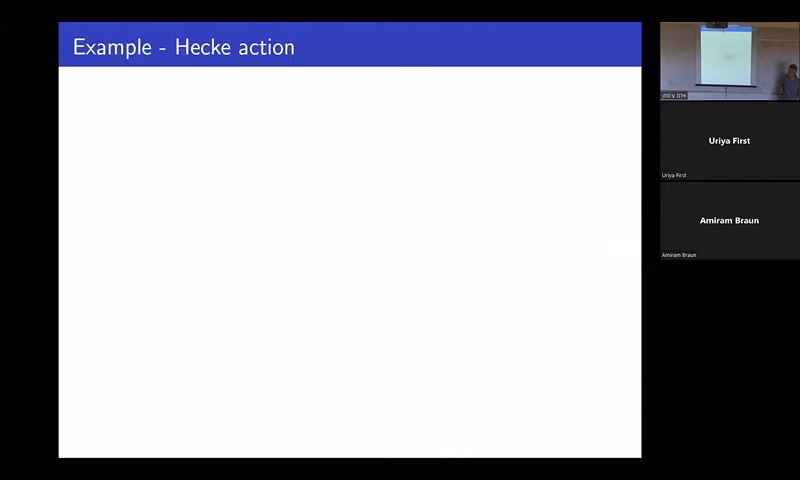 Example - Hecke action
Uriya First
Uriya First
Amiram Braun
Amiram Braun